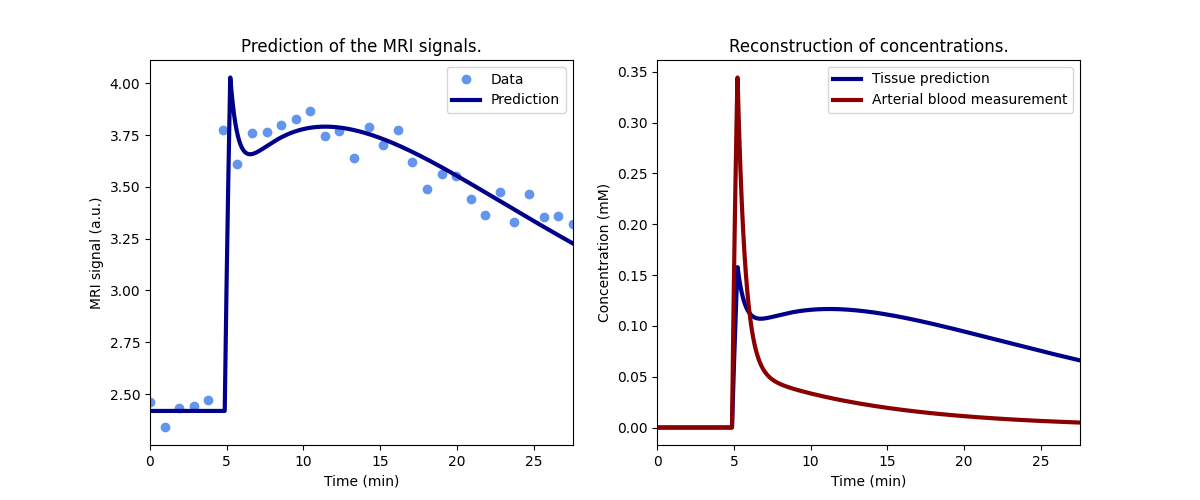 Prediction of the MRI signals.
MRI signal (a.u.)
4.00
3.75
3.50
3.25
3.00
2.75
2.50
Data
Prediction
0
5
10
15
20
25
Time (min)
Reconstruction of concentrations.
Concentration (mM)
0.35
0.30
0.25
0.20
0.15
0.10
0.05
0.00
Tissue prediction
Arterial blood measurement
0
5
10
15
20
25
Time (min)